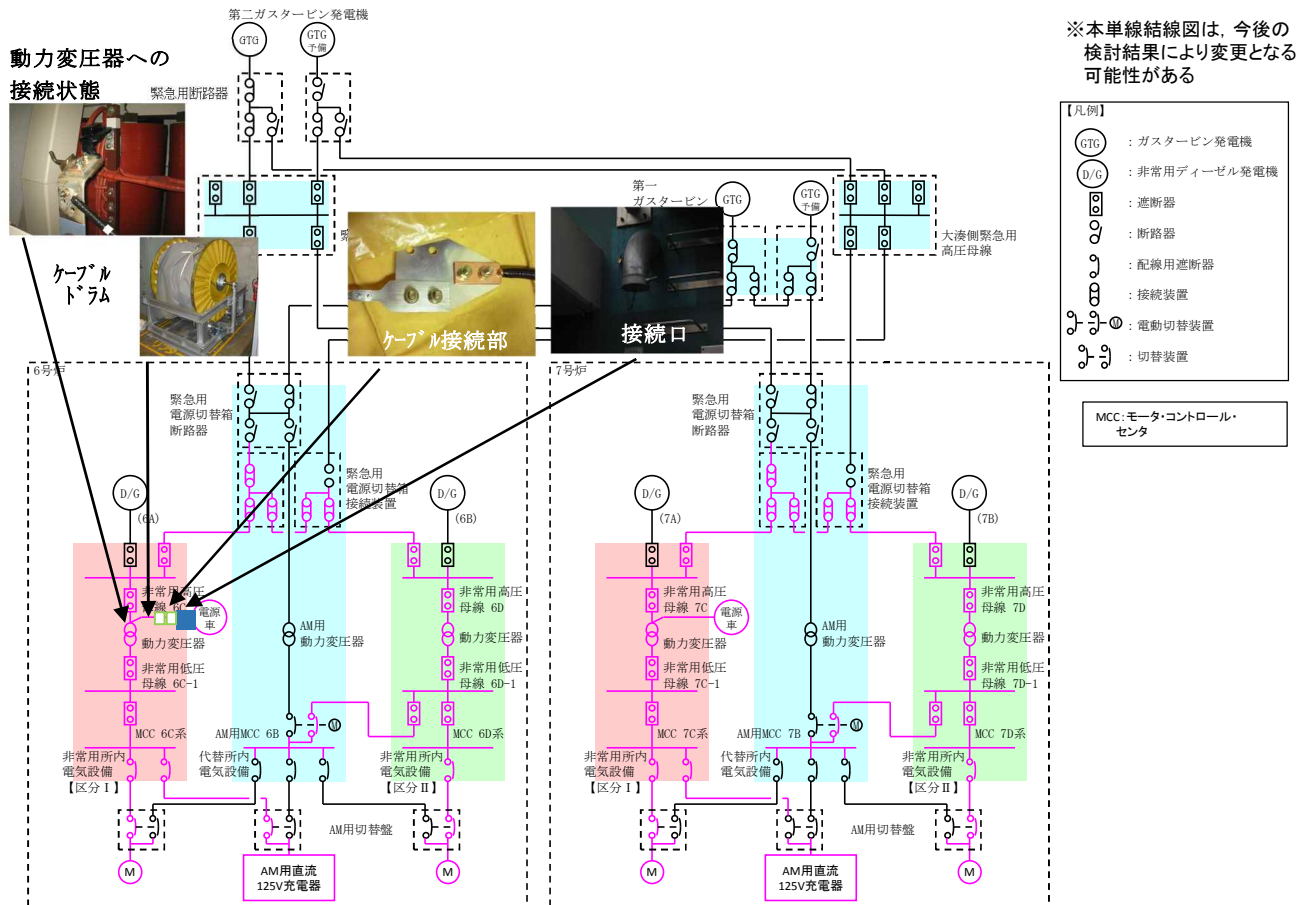 第二ガスタービン発電機
GTG
GTG
予備
動力変圧器への
接続状態
緊急用断路器
※本単線結線図は，今後の
検討結果により変更となる
可能性がある
【凡例】
GTG
：ガスタービン発電機
D/G
：非常用ディーゼル発電機
：遮断器
：断路器
：配線用遮断器
：接続装置
M
：電動切替装置
：切替装置
MCC：モータ・コントロール・
センタ
第一
ガスタービン
GTG
GTG
予備
大湊側緊急用
高圧母線
ケーブル
ドラム
ケーブル接続部
接続口
6号炉
緊急用
電源切替箱
断路器
緊急用
電源切替箱
接続装置
D/G
(6A)
D/G
(6B)
非常用高圧
母線 6C
電源
車
動力変圧器
非常用低圧
母線 6C-1
MCC 6C系
非常用所内
電気設備
【区分Ⅰ】
AM用
動力変圧器
M
AM用MCC 6B
代替所内
電気設備
非常用高圧
母線 6D
動力変圧器
非常用低圧
母線 6D-1
MCC 6D系
非常用所内
電気設備
【区分Ⅱ】
AM用切替盤
M
AM用直流
125V充電器
M
7号炉
緊急用
電源切替箱
断路器
緊急用
電源切替箱
接続装置
D/G
(7A)
D/G
(7B)
非常用高圧
母線 7C
電源
車
動力変圧器
非常用低圧
母線 7C-1
MCC 7C系
非常用所内
電気設備
【区分Ⅰ】
AM用
動力変圧器
M
AM用MCC 7B
代替所内
電気設備
非常用高圧
母線 7D
動力変圧器
非常用低圧
母線 7D-1
MCC 7D系
非常用所内
電気設備
【区分Ⅱ】
AM用切替盤
M
AM用直流
125V充電器
M